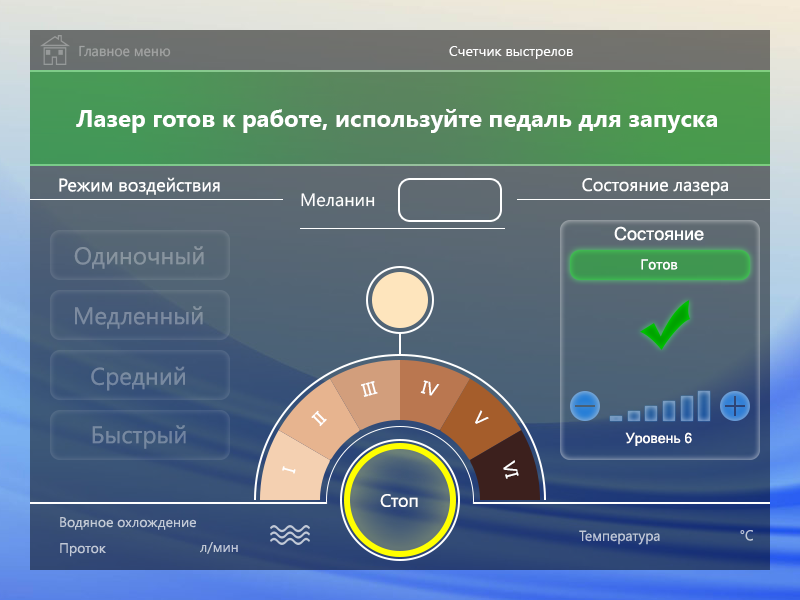 Главное меню
Счетчик выстрелов
Лазер готов к работе, используйте педаль для запуска
Режим воздействия
Меланин
Состояние лазера
Одиночный
Медленный
Средний
Быстрый
I
II
III
IV
V
VI
Стоп
Состояние
Готов
Уровень 6
Водяное охлождение
Проток
л/мин
Температура
°C